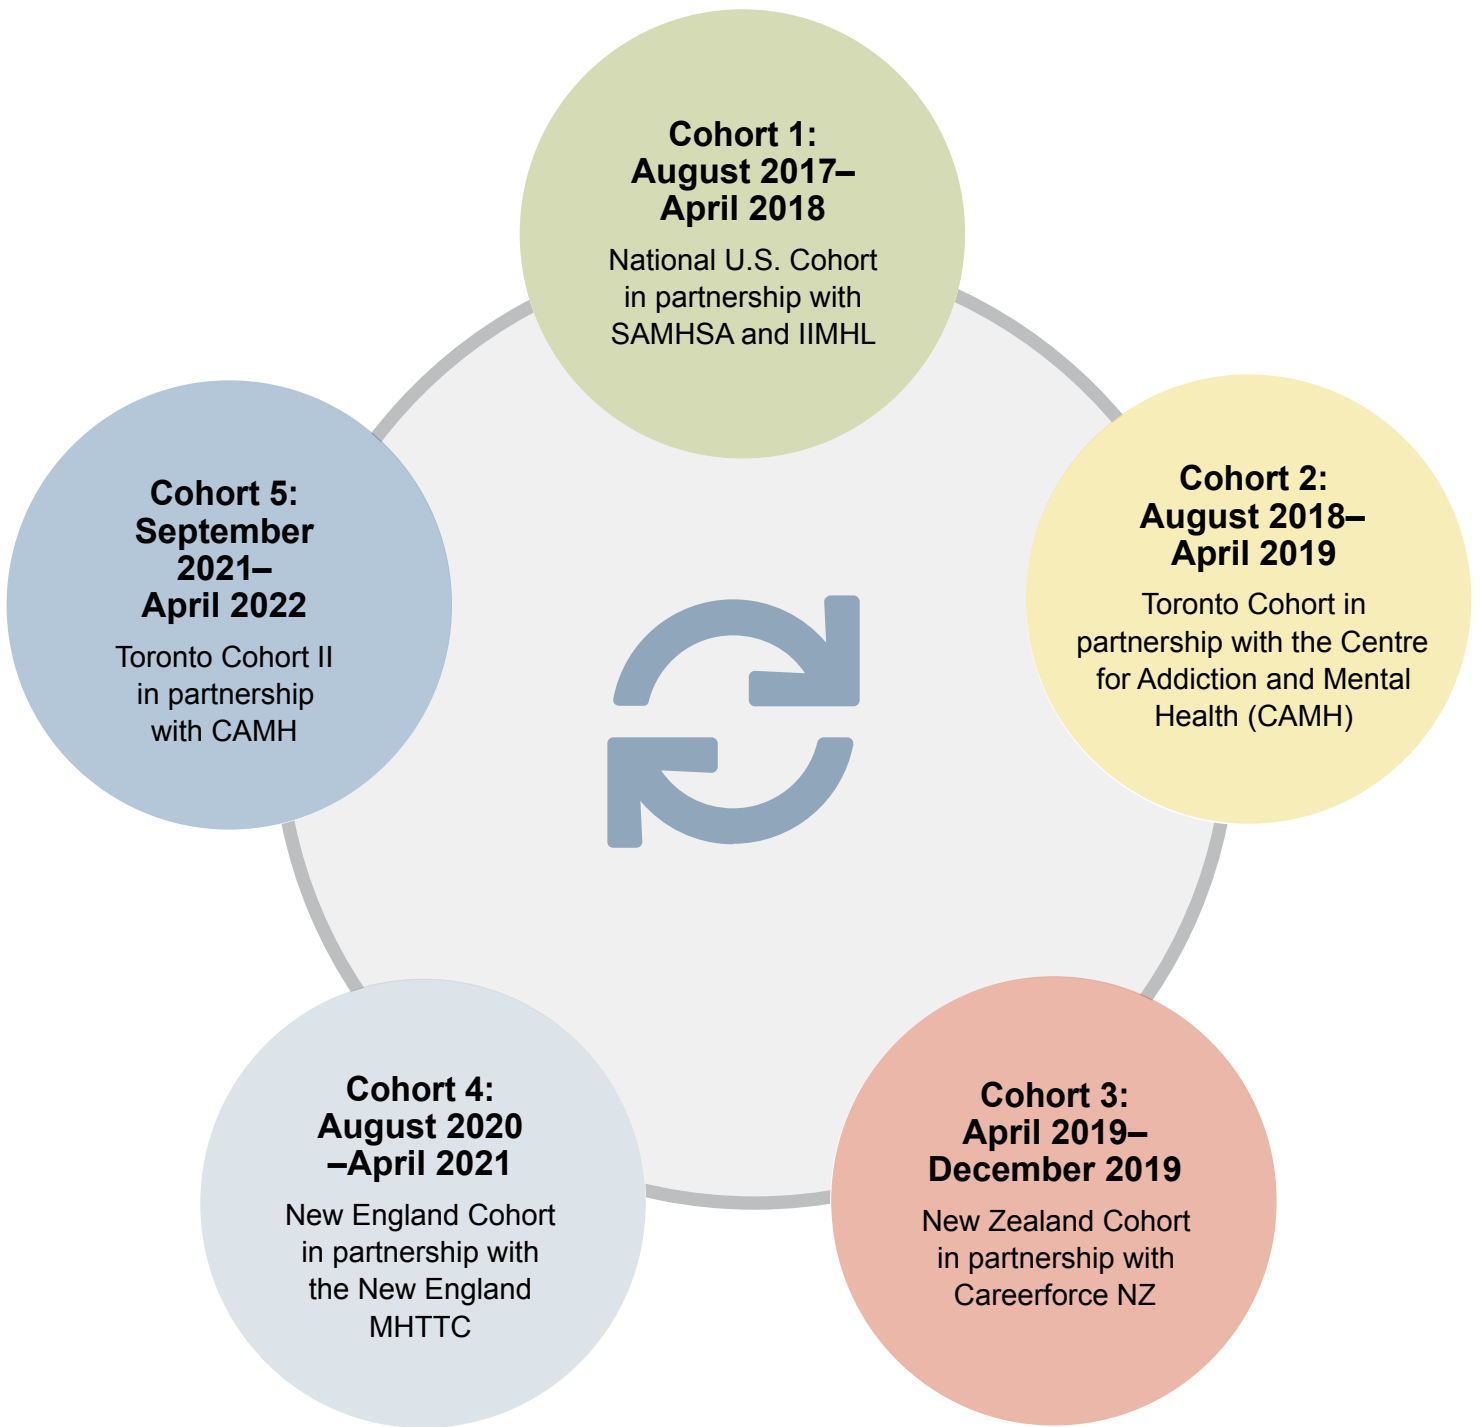 Cohort 1:
August 2017–
April 2018
National U.S. Cohort
in partnership with
SAMHSA and IIMHL
Cohort 2:
August 2018–
April 2019
Toronto Cohort in
partnership with the Centre
for Addiction and Mental
Health (CAMH)
Cohort 3:
April 2019–
December 2019
New Zealand Cohort
in partnership with
Careerforce NZ
Cohort 4:
August 2020
–April 2021
New England Cohort
in partnership with
the New England
MHTTC
Cohort 5:
September
2021–
April 2022
Toronto Cohort II
in partnership
with CAMH